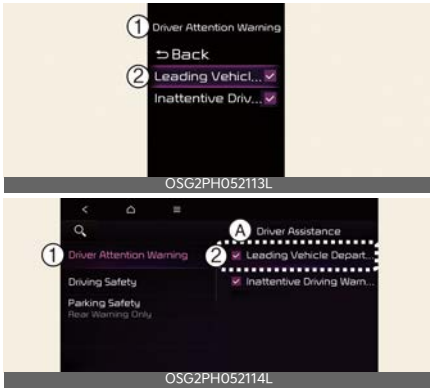 ① Driver Attention Warning
Back
② Leading Vehicl...
Inattentive Driv...
OSG2PH052113L
Ⓐ Driver Assistance
① Driver Attention Warning
② Leading Vehicle Depart...
Driving Safety
Inattentive Driving Warn...
Parking Safety
Rear Warning Only
OSG2PH052114L